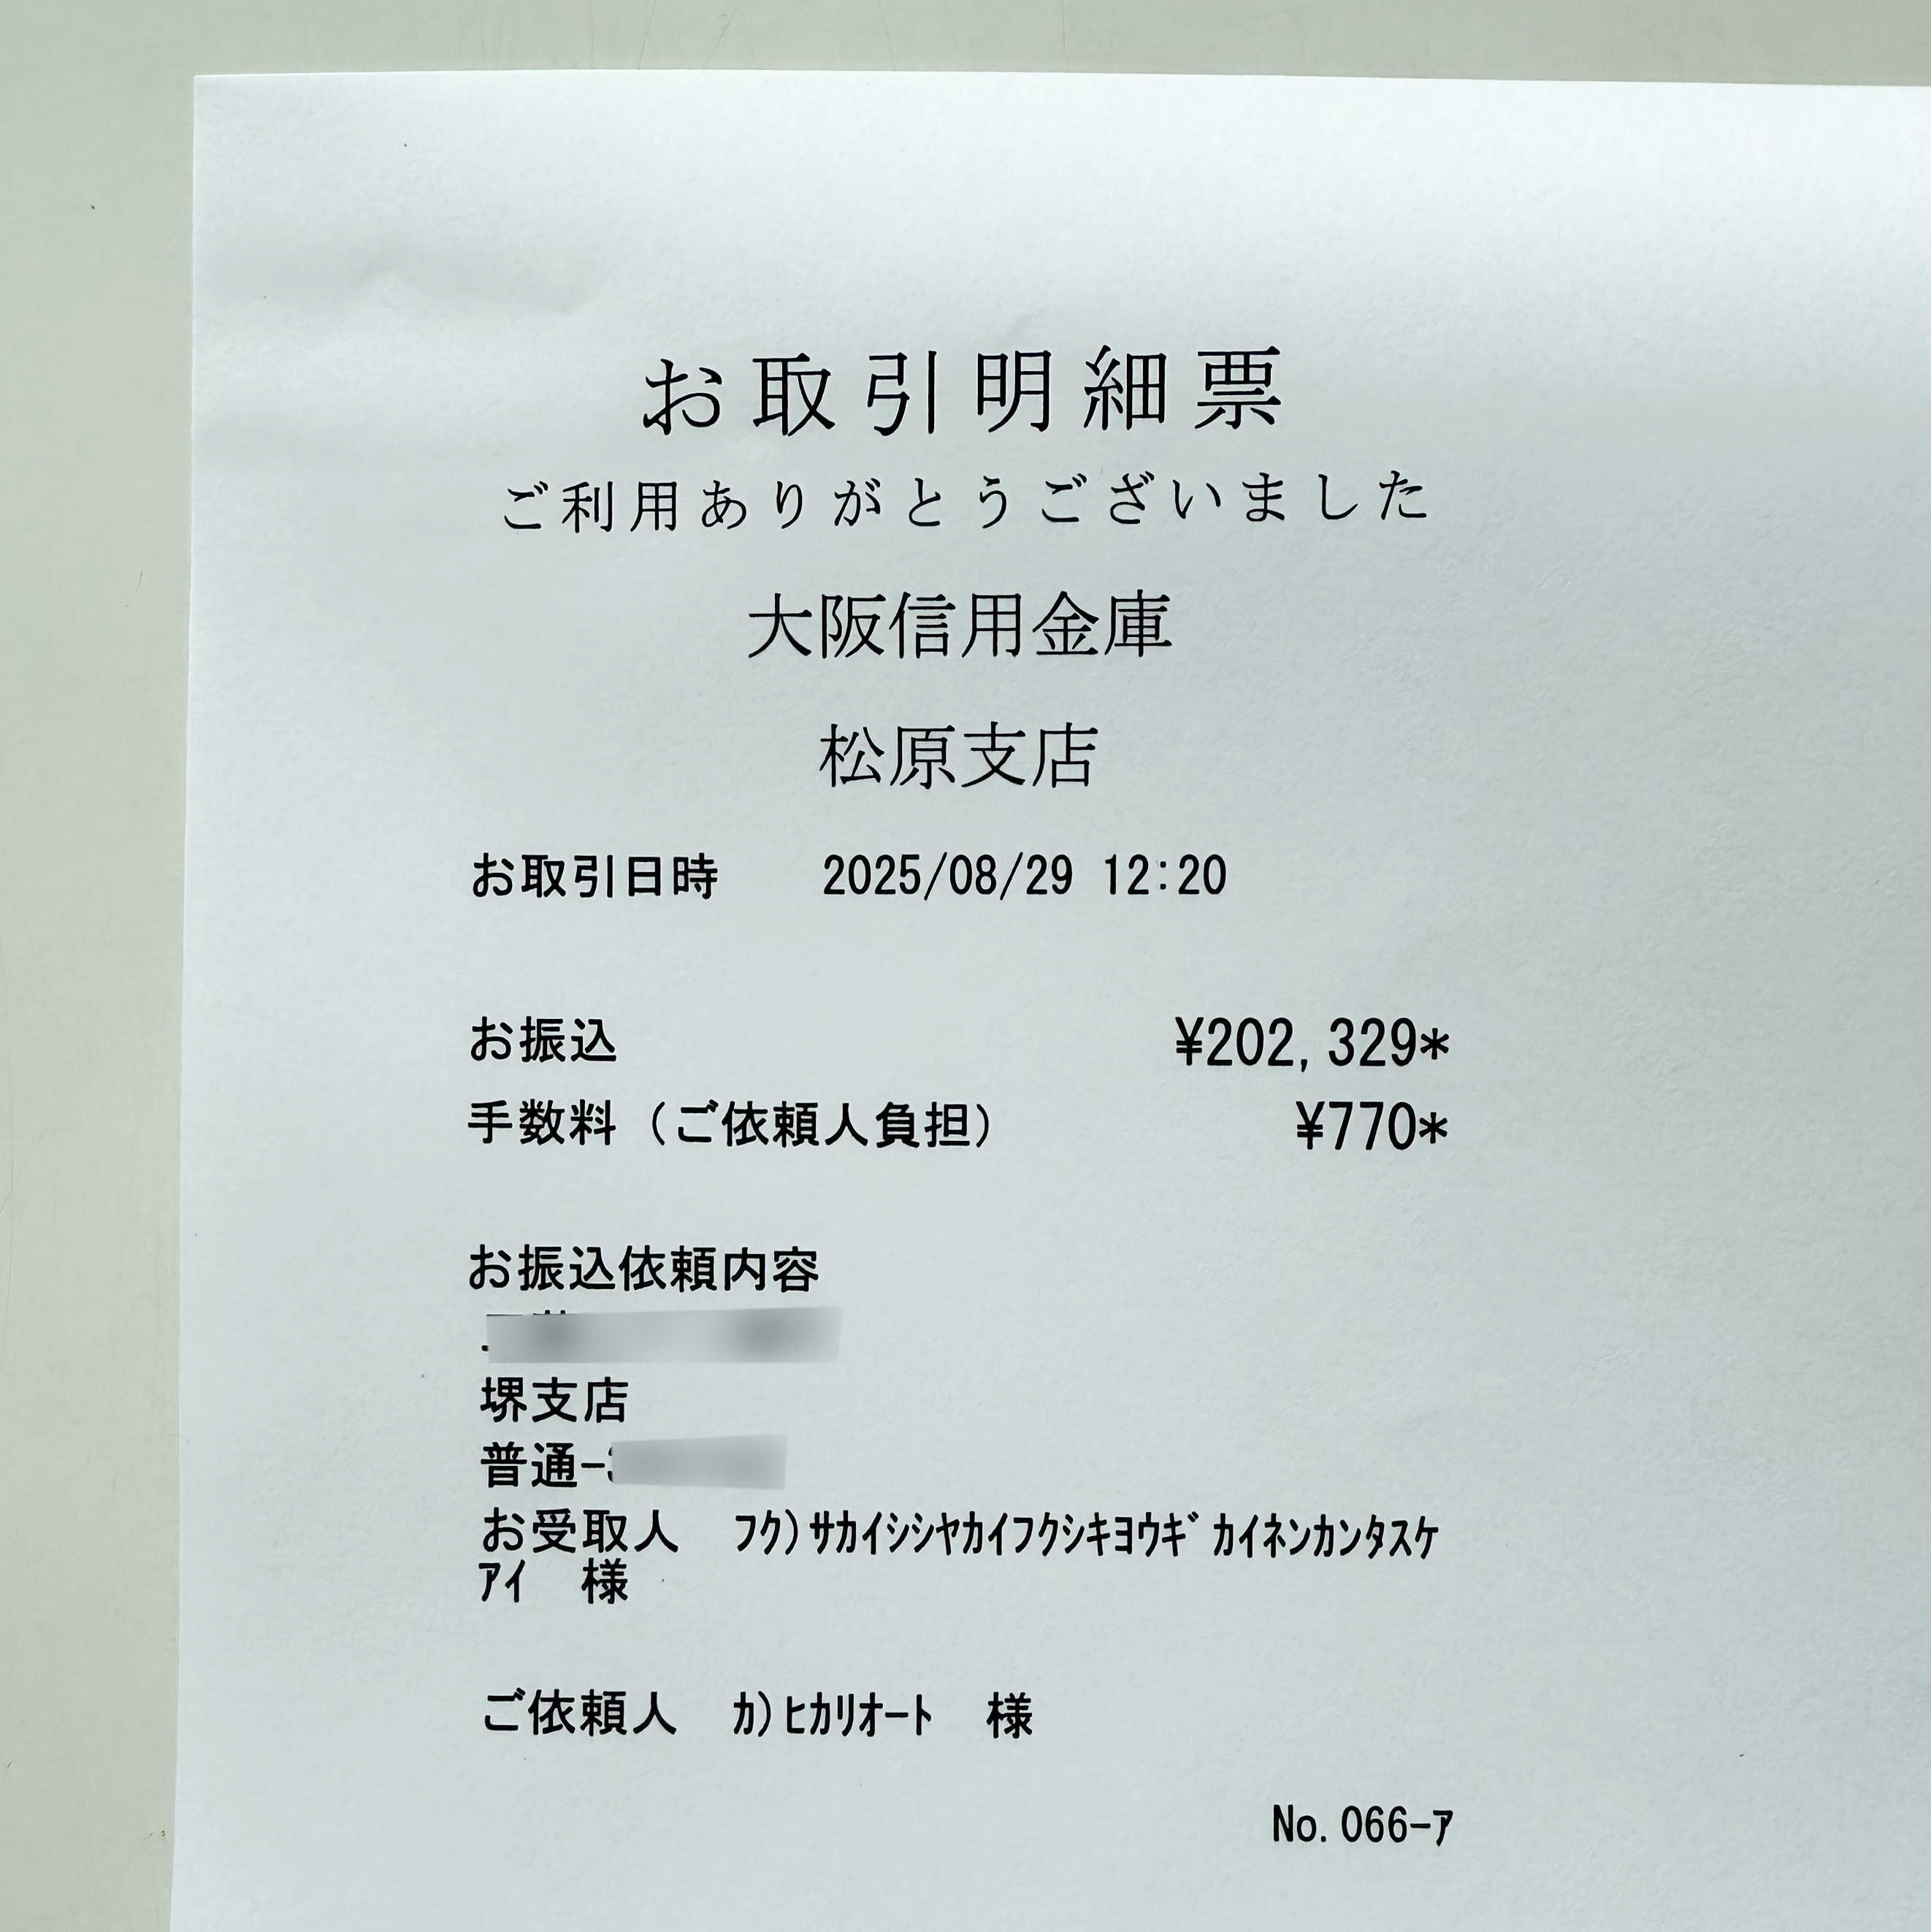 お取引明細票
ご利用ありがとうございました
大阪信用金庫
松原支店
お取引日時 2025/08/29 12:20
お振込 ¥202,329*
手数料（ご依頼人負担） ¥770*
お振込依頼内容
堺支店
普通-
お受取人 フク)サカイシシヤカイフクシキヨウギカイネンカンタスケ
アイ 様
ご依頼人 カ)ヒカリオート 様
No.066-ア